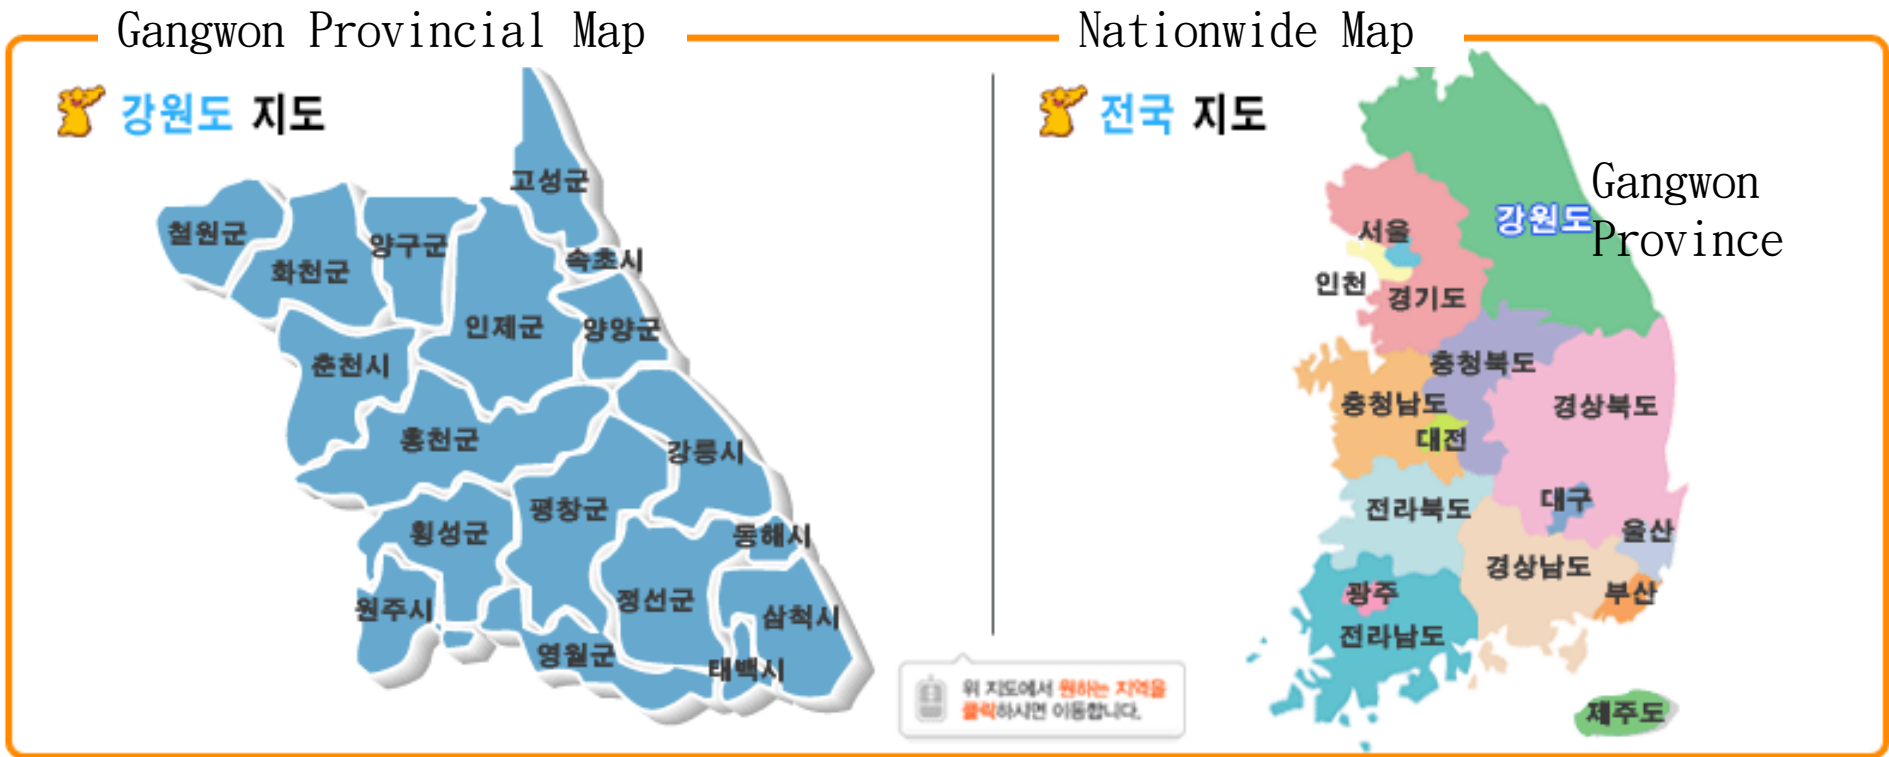 Gangwon Provincial Map
강원도 지도
고성군
철원군
양구군
화천군
속초시
인제군
양양군
춘천시
홍천군
강릉시
평창군
횡성군
동해시
정선군
원주시
삼척시
영월군
태백시
Nationwide Map
전국 지도
Gangwon
Province
강원도
서울
인천
경기도
충청북도
충청남도
경상북도
대전
대구
전라북도
울산
경상남도
부산
광주
전라남도
제주도
위 지도에서 원하는 지역을
클릭하시면 이동합니다.